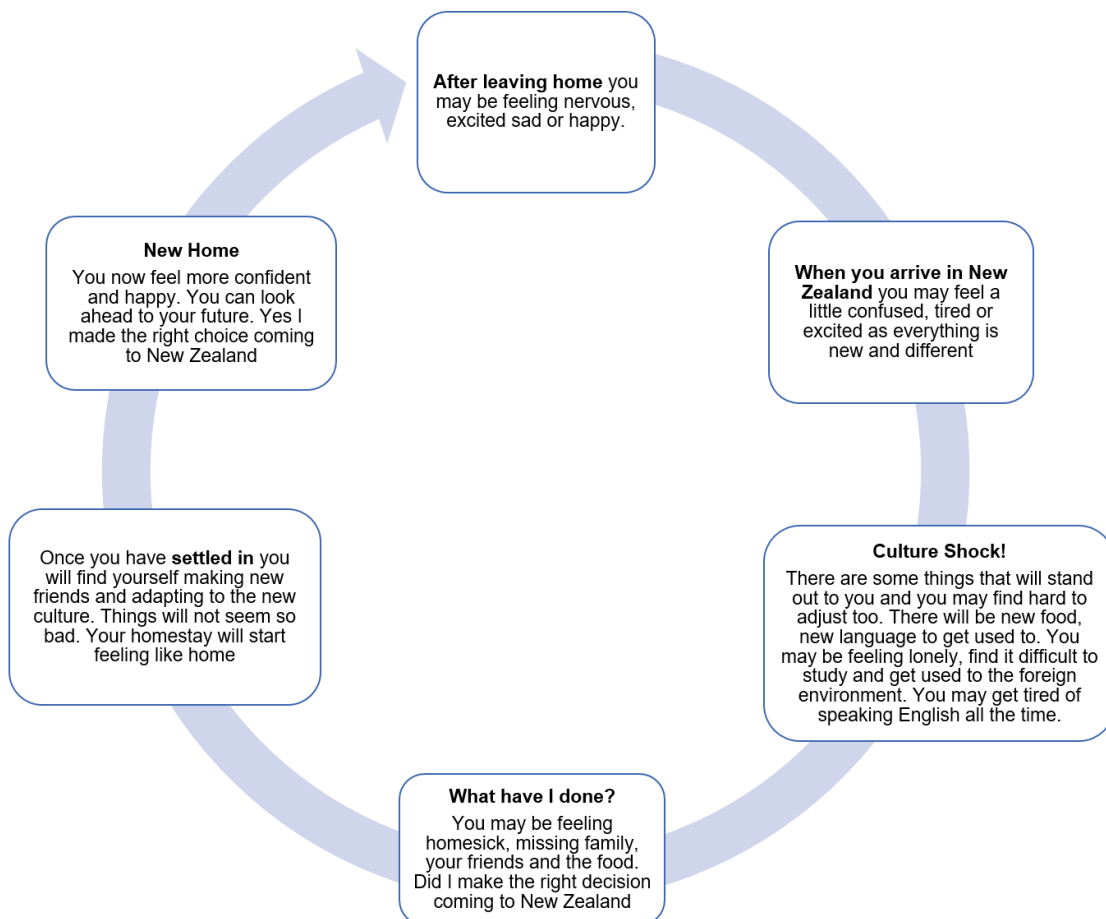 After leaving home you
may be feeling nervous,
excited sad or happy.
When you arrive in New
Zealand you may feel a
little confused, tired or
excited as everything is
new and different
Culture Shock!
There are some things that will stand
out to you and you may find hard to
adjust too. There will be new food,
new language to get used to. You
may be feeling lonely, find it difficult to
study and get used to the foreign
environment. You may get tired of
speaking English all the time.
What have I done?
You may be feeling
homesick, missing family,
your friends and the food.
Did I make the right decision
coming to New Zealand
Once you have settled in you
will find yourself making new
friends and adapting to the new
culture. Things will not seem so
bad. Your homestay will start
feeling like home
New Home
You now feel more confident
and happy. You can look
ahead to your future. Yes I
made the right choice coming
to New Zealand